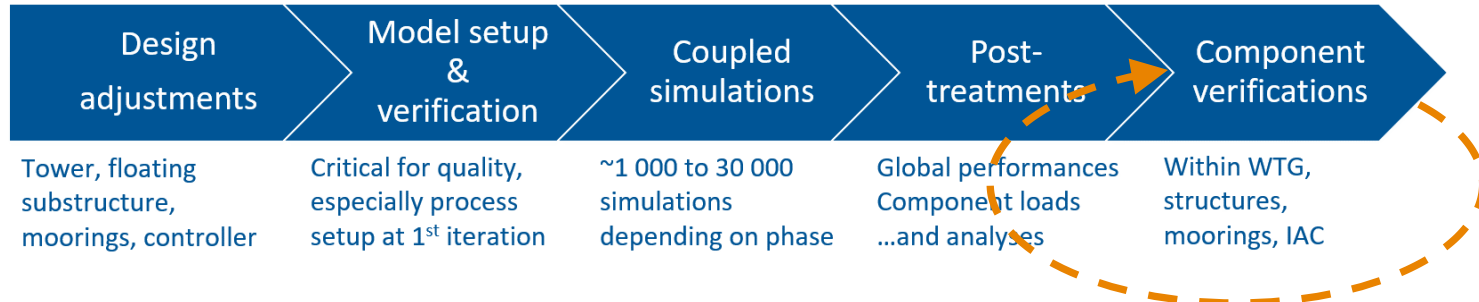 Design
adjustments
Model setup
&
verification
Coupled
simulations
Post-
treatments
Component
verifications
Tower, floating
substructure,
moorings, controller
Critical for quality,
especially process
setup at 1st iteration
~1 000 to 30 000
simulations
depending on phase
Global performances
Component loads
...and analyses
Within WTG,
structures,
moorings, IAC